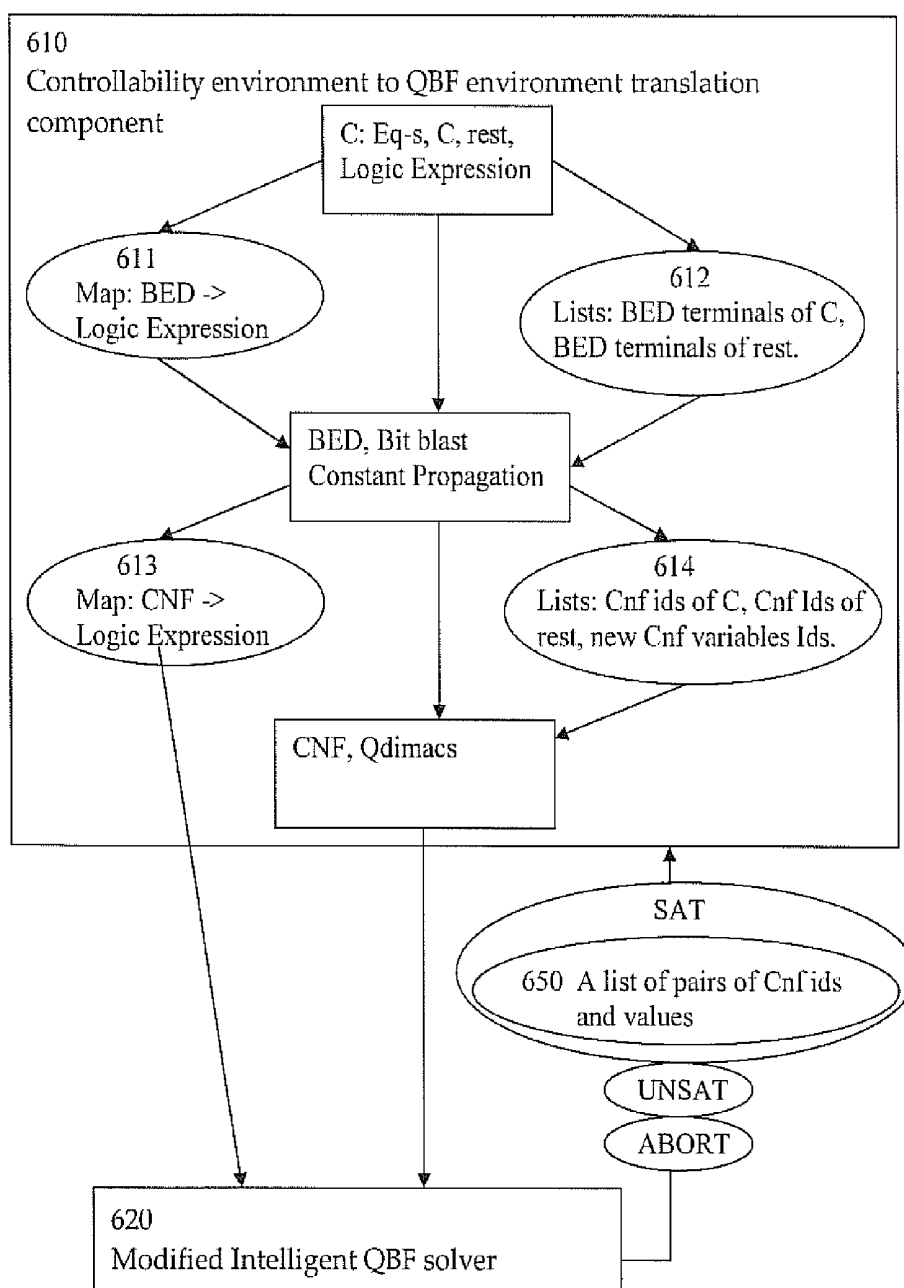 610
Controllability environment to QBF environment translation
component
C: Eq-s, C, rest,
Logic Expression
611
Map: BED ->
Logic Expression
612
Lists: BED terminals of C,
BED terminals of rest.
BED, Bit blast
Constant Propagation
613
Map: CNF ->
Logic Expression
614
Lists: Cnf ids of C, Cnf Ids of
rest, new Cnf variables Ids.
CNF, Qdimacs
SAT
650 A list of pairs of Cnf ids
and values
UNSAT
ABORT
620
Modified Intelligent QBF solver